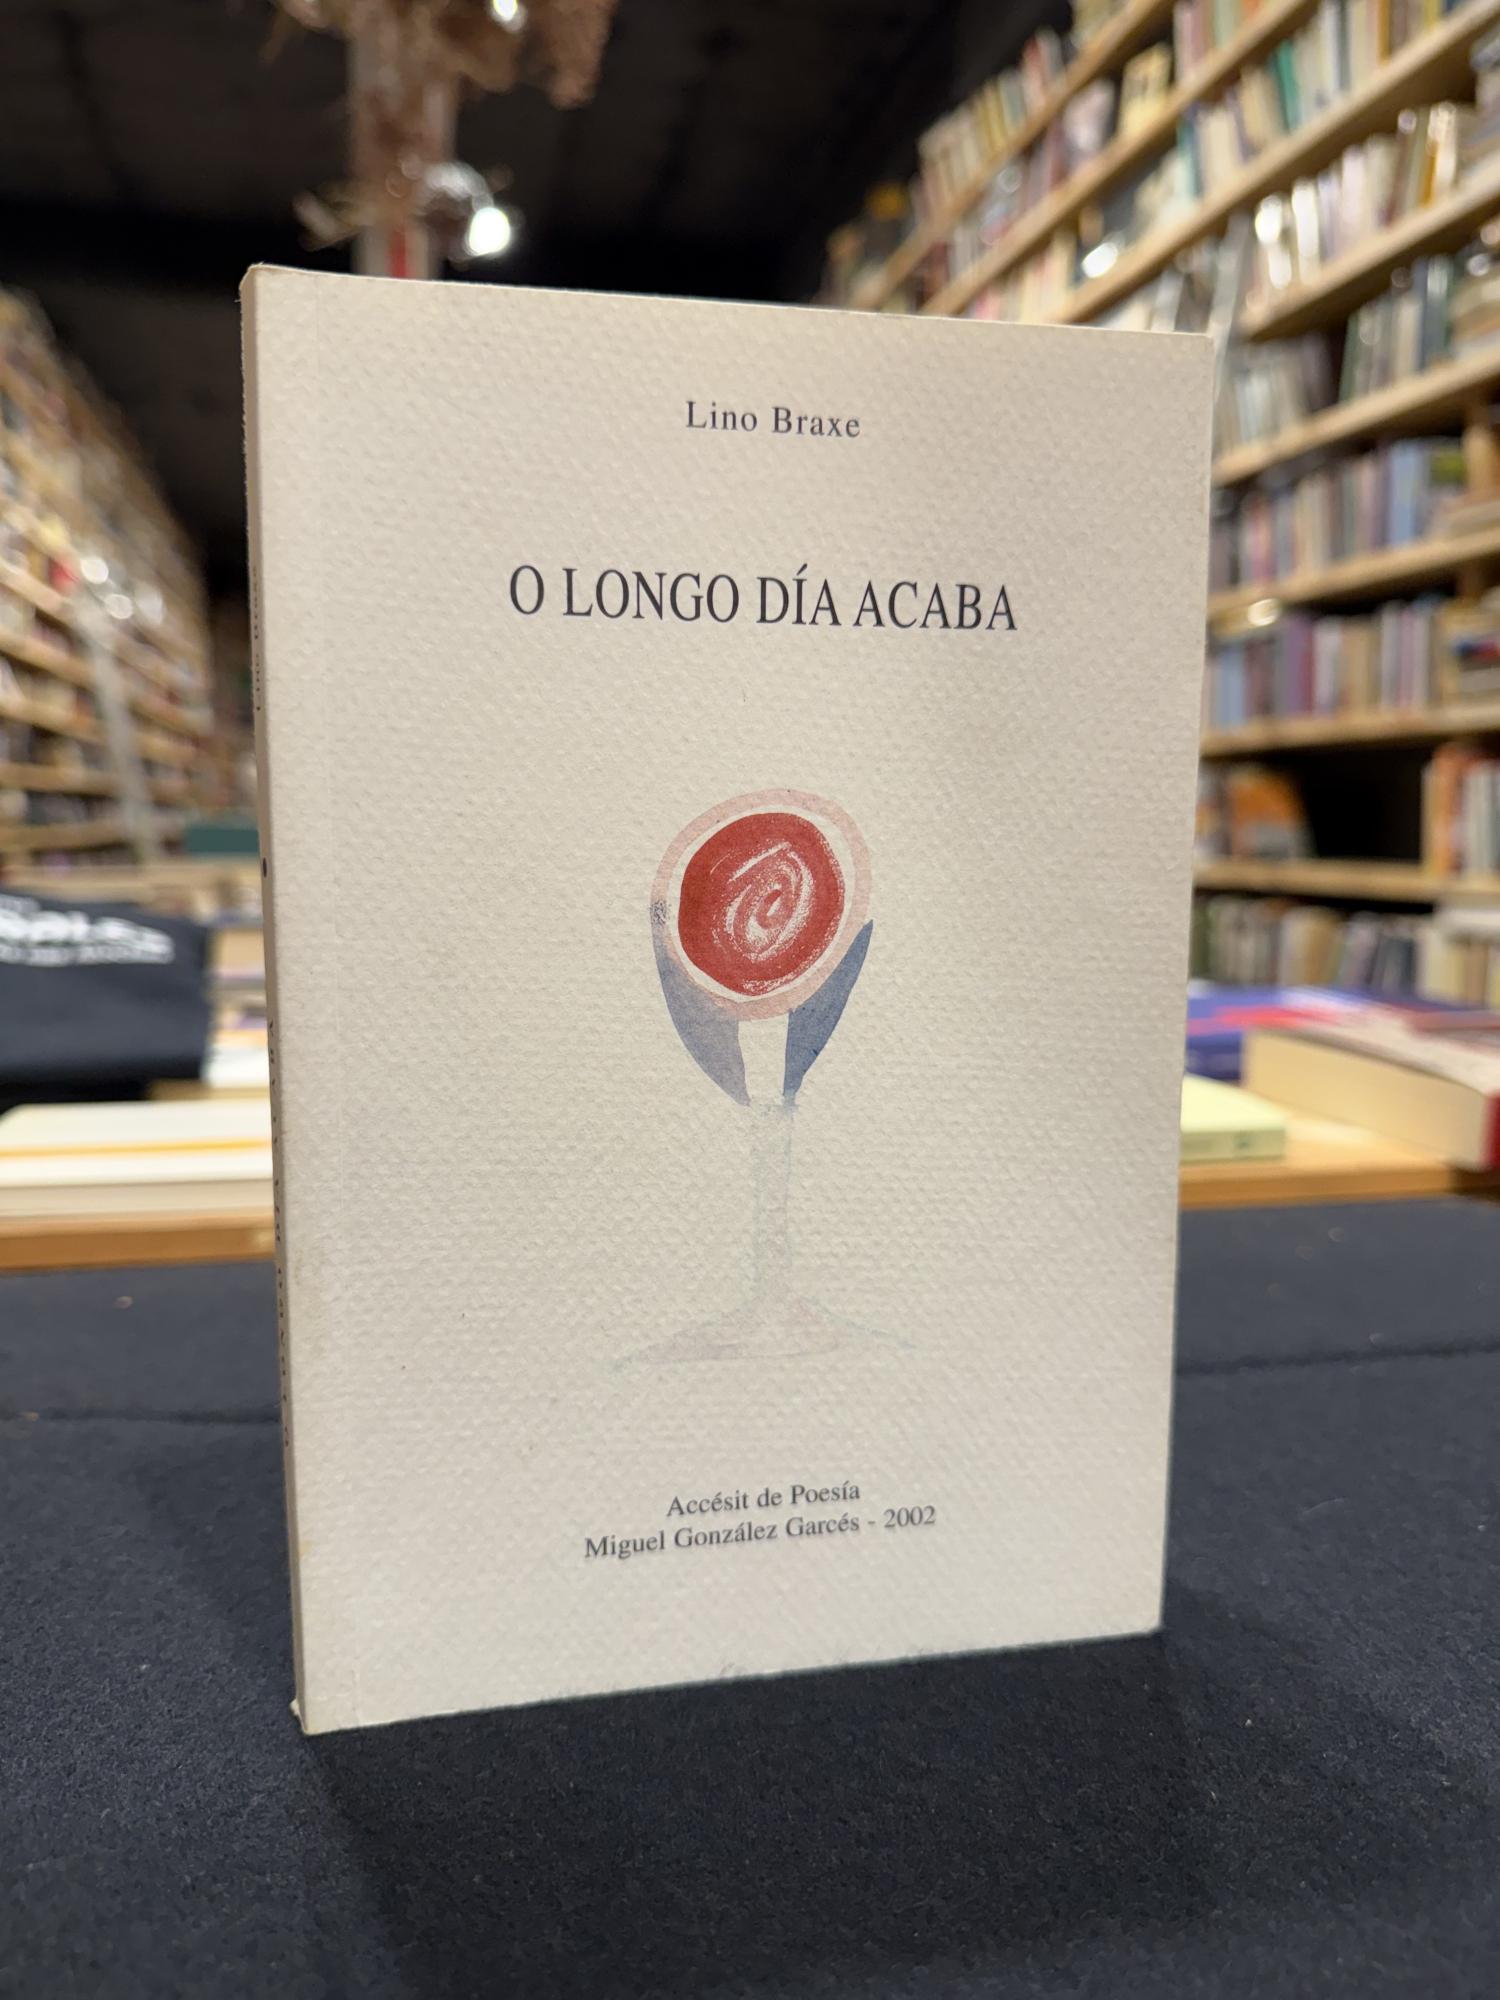 Lino Braxe
O LONGO DÍA ACABA
Accésit de Poesía
Miguel González Garcés - 2002